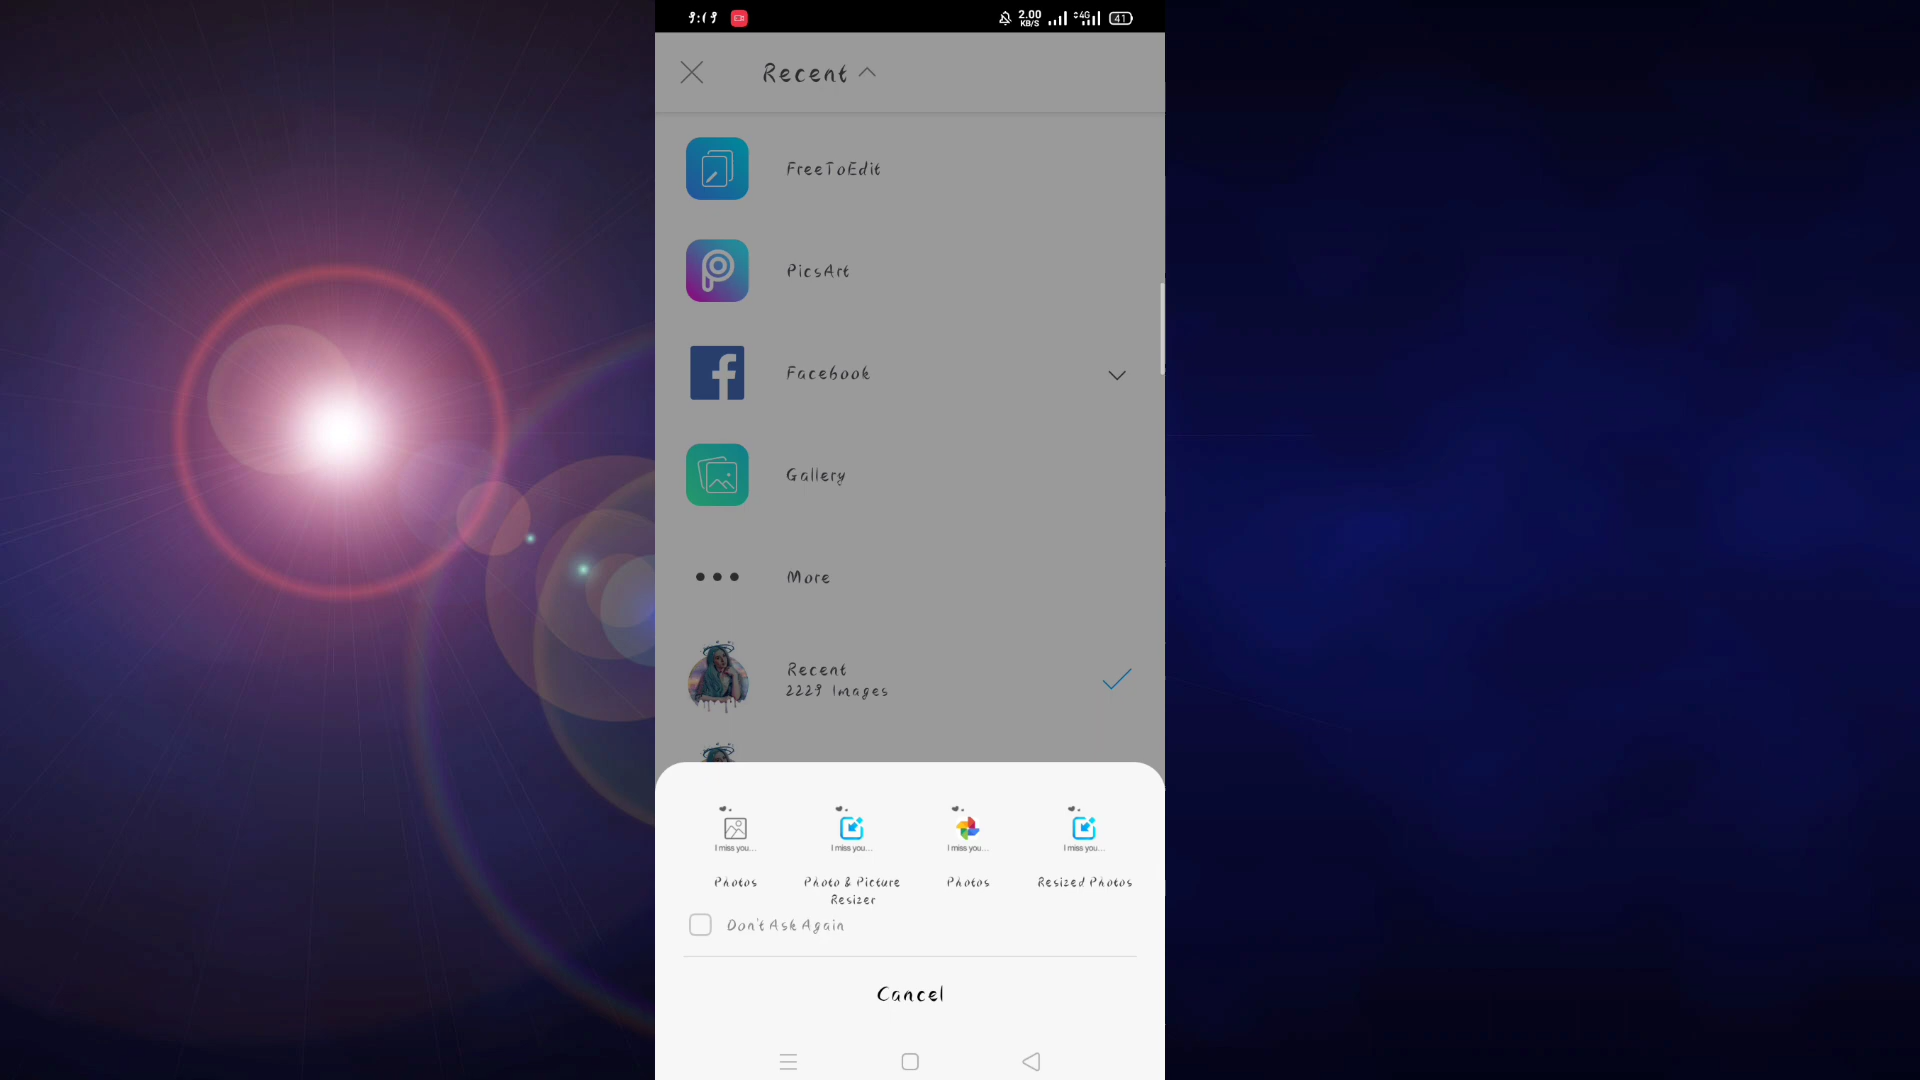 9:19
2.00
KB/S
4G
41
Recent
FreeToEdit
PicsArt
Facebook
Gallery
More
Recent
2229 Images
I miss you... I miss you... I miss you... I miss you...
Photos Photo & Picture Photos Resized Photos
Resizer
Don't Ask Again
Cancel